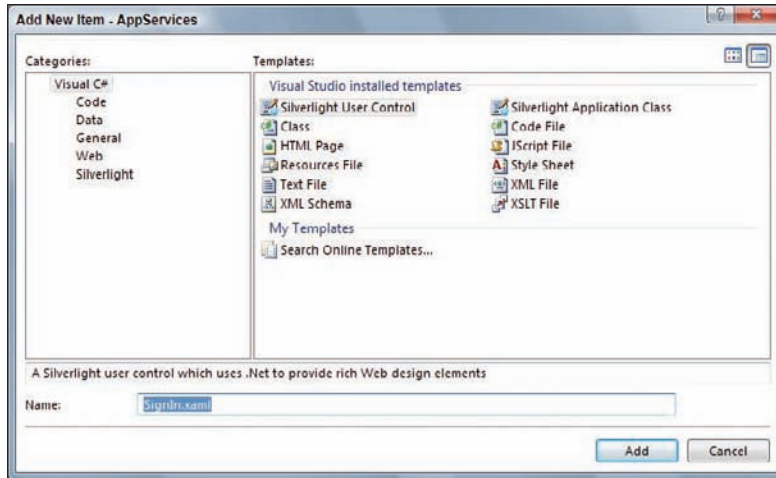 Add New Item - AppServices
Categories:
Templates:
Visual C#
Code
Data
General
Web
Silverlight
Visual Studio installed templates
Silverlight User Control
Silverlight Application Class
Class
Code File
HTML Page
JScript File
Resources File
Style Sheet
Text File
XML File
XML Schema
XSLT File
My Templates
Search Online Templates...
A Silverlight user control which uses .Net to provide rich Web design elements
Name:
SignIn.xaml
Add
Cancel